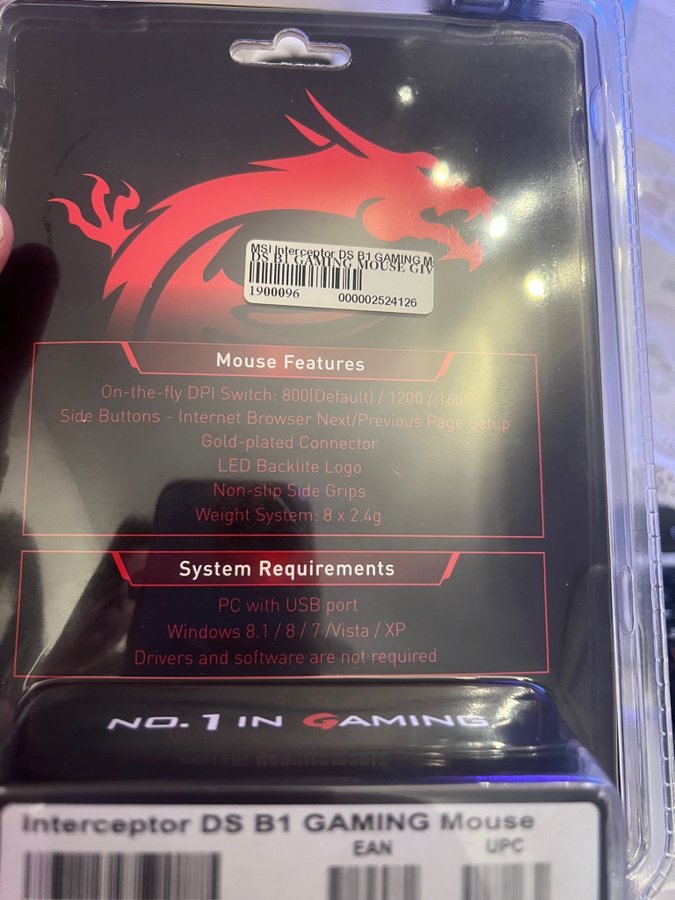 MSI Interceptor DS B1 GAMING M
DS B1 GAMING MOUSE GIV
1900096 000002524126
Mouse Features
On-the-fly DPI Switch: 800(Default) / 1200 / 1600
Side Buttons - Internet Browser Next/Previous Page Setup
Gold-plated Connector
LED Backlite Logo
Non-slip Side Grips
Weight System: 8 x 2.4g
System Requirements
PC with USB port
Windows 8.1 / 8 / 7 /Vista / XP
Drivers and software are not required
NO.1 IN GAMING
Interceptor DS B1 GAMING Mouse
EAN UPC